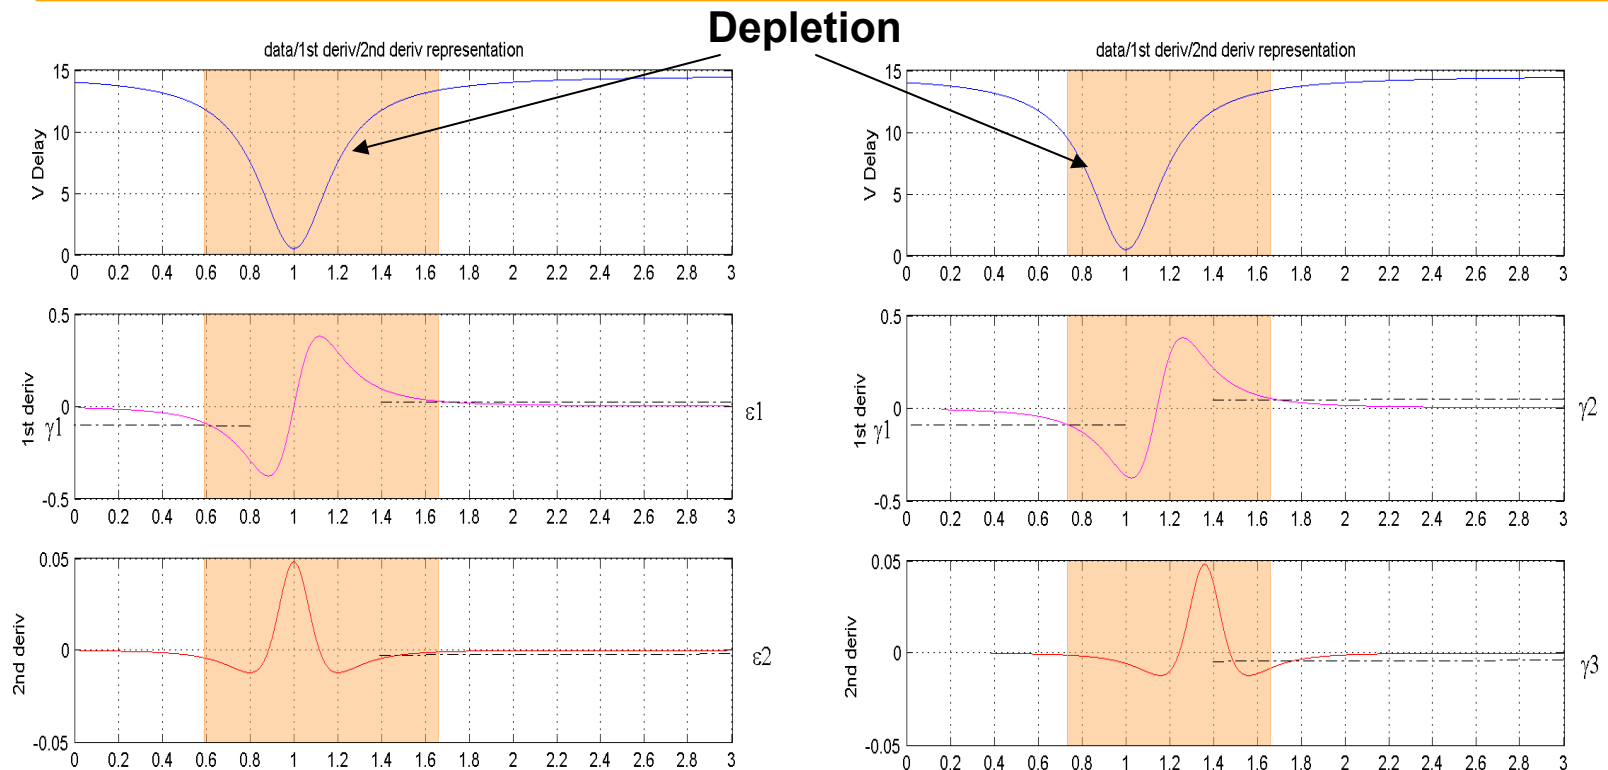 Depletion
data/1st deriv/2nd deriv representation
V Delay
15
10
5
0
0 0.2 0.4 0.6 0.8 1 1.2 1.4 1.6 1.8 2 2.2 2.4 2.6 2.8 3
1st deriv
0.5
0
-0.5
γ1
ε1
0 0.2 0.4 0.6 0.8 1 1.2 1.4 1.6 1.8 2 2.2 2.4 2.6 2.8 3
2nd deriv
0.05
0
-0.05
ε2
0 0.2 0.4 0.6 0.8 1 1.2 1.4 1.6 1.8 2 2.2 2.4 2.6 2.8 3
data/1st deriv/2nd deriv representation
V Delay
15
10
5
0
0 0.2 0.4 0.6 0.8 1 1.2 1.4 1.6 1.8 2 2.2 2.4 2.6 2.8 3
1st deriv
0.5
0
-0.5
γ1
γ2
0 0.2 0.4 0.6 0.8 1 1.2 1.4 1.6 1.8 2 2.2 2.4 2.6 2.8 3
2nd deriv
0.05
0
-0.05
γ3
0 0.2 0.4 0.6 0.8 1 1.2 1.4 1.6 1.8 2 2.2 2.4 2.6 2.8 3